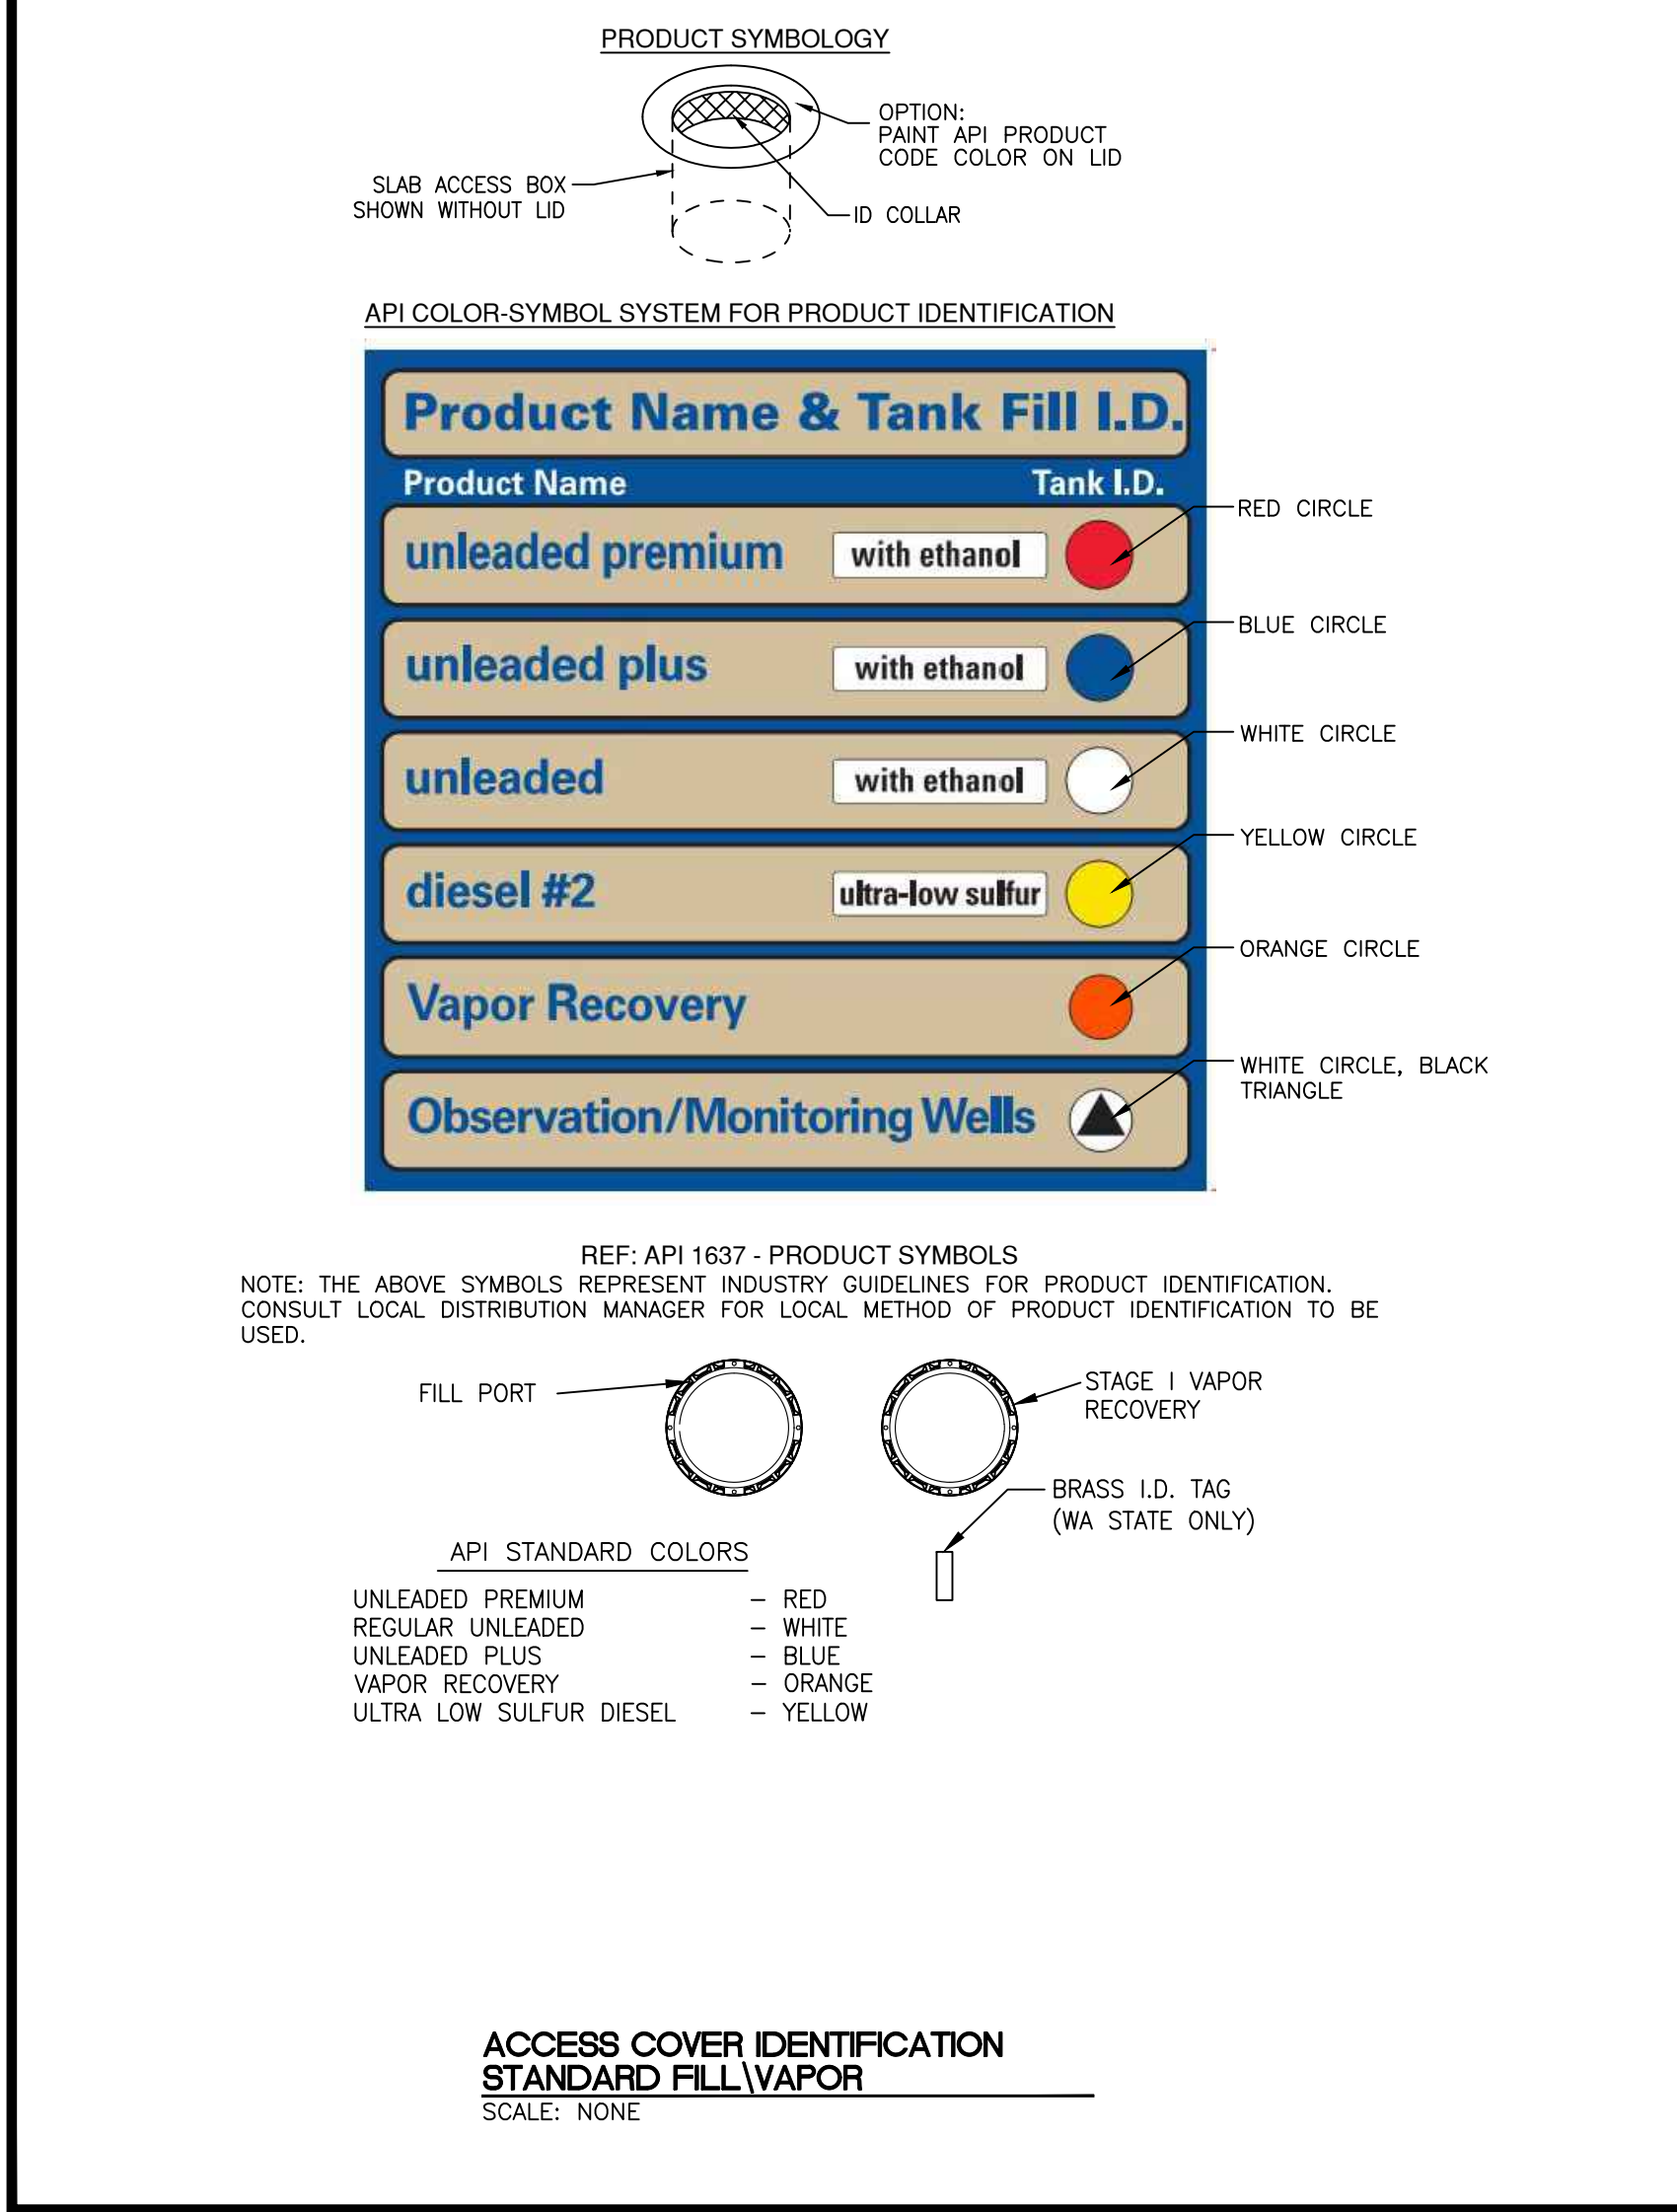 PRODUCT SYMBOLOGY
OPTION:
PAINT API PRODUCT
CODE COLOR ON LID
SLAB ACCESS BOX
SHOWN WITHOUT LID
ID COLLAR
API COLOR-SYMBOL SYSTEM FOR PRODUCT IDENTIFICATION
Product Name & Tank Fill I.D.
Product Name Tank I.D.
RED CIRCLE
unleaded premium with ethanol
BLUE CIRCLE
unleaded plus with ethanol
WHITE CIRCLE
unleaded with ethanol
YELLOW CIRCLE
diesel #2 ultra-low sulfur
ORANGE CIRCLE
Vapor Recovery
WHITE CIRCLE, BLACK
TRIANGLE
Observation/Monitoring Wells
REF: API 1637 - PRODUCT SYMBOLS
NOTE: THE ABOVE SYMBOLS REPRESENT INDUSTRY GUIDELINES FOR PRODUCT IDENTIFICATION.
CONSULT LOCAL DISTRIBUTION MANAGER FOR LOCAL METHOD OF PRODUCT IDENTIFICATION TO BE
USED.
FILL PORT
STAGE I VAPOR
RECOVERY
BRASS I.D. TAG
(WA STATE ONLY)
API STANDARD COLORS
UNLEADED PREMIUM – RED
REGULAR UNLEADED – WHITE
UNLEADED PLUS – BLUE
VAPOR RECOVERY – ORANGE
ULTRA LOW SULFUR DIESEL – YELLOW
ACCESS COVER IDENTIFICATION
STANDARD FILL\VAPOR
SCALE: NONE